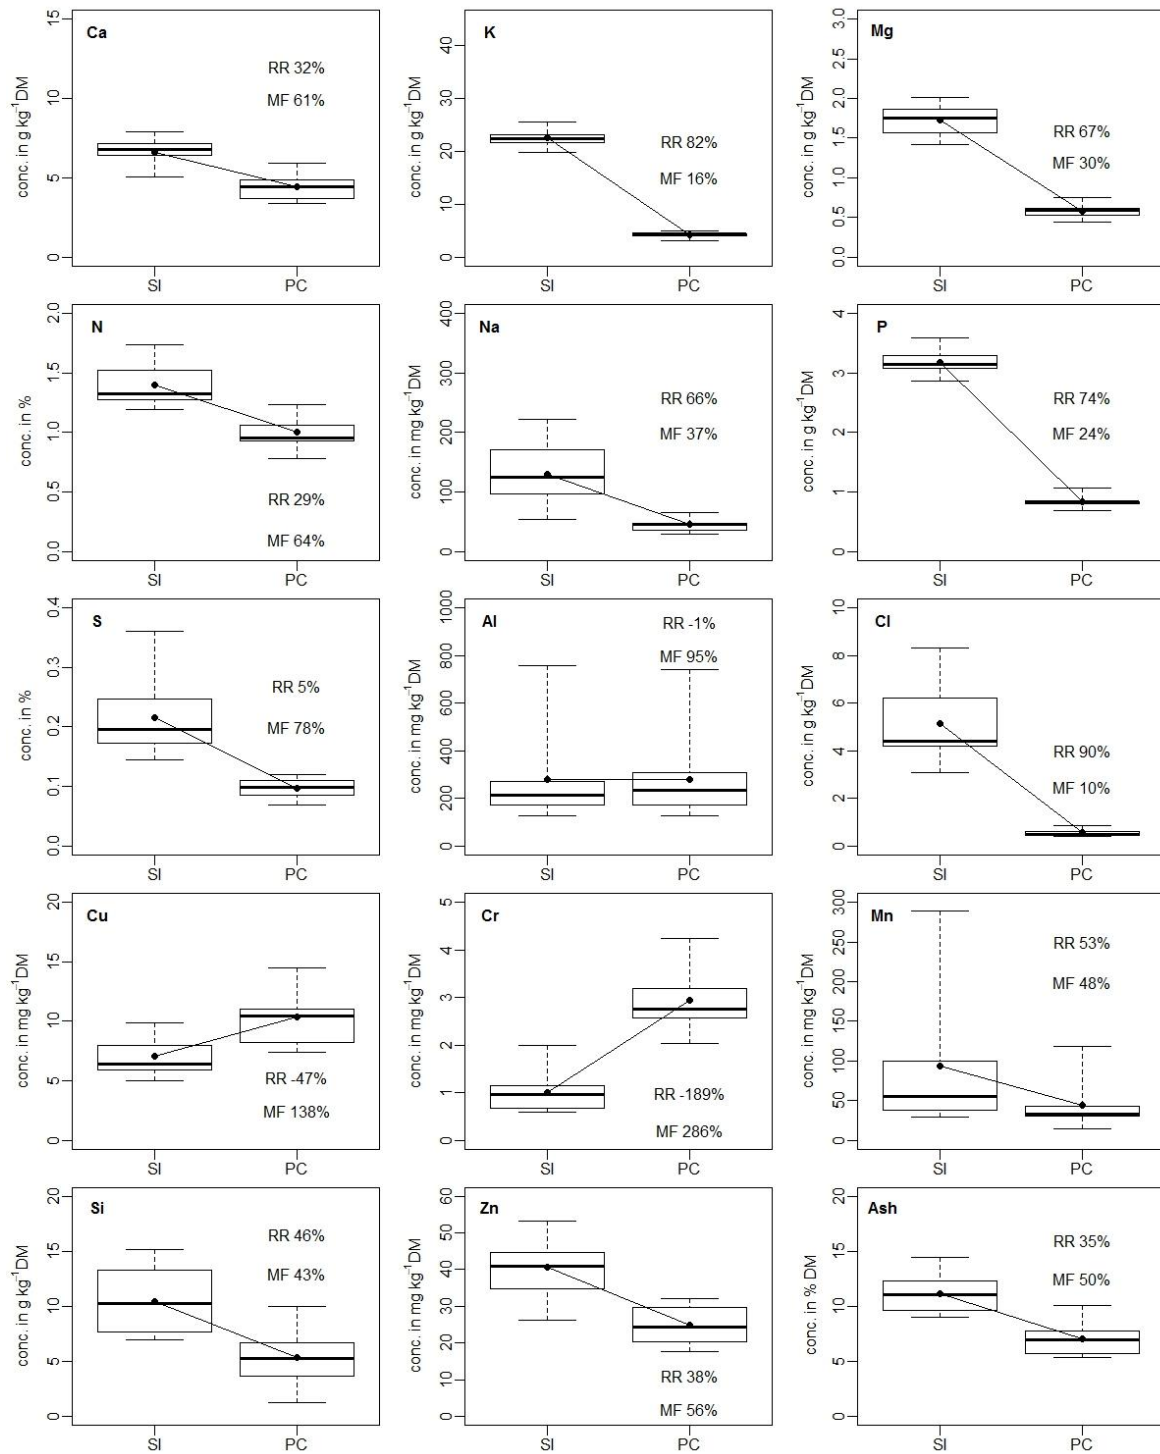 Ca
conc. in g kg⁻¹DM
15
10
5
0
RR 32%
MF 61%
SI
PC
K
conc. in g kg⁻¹DM
40
30
20
10
0
RR 82%
MF 16%
SI
PC
Mg
conc. in g kg⁻¹DM
3.0
2.5
2.0
1.5
1.0
0.5
0.0
RR 67%
MF 30%
SI
PC
N
conc. in %
2.0
1.5
1.0
0.5
0.0
RR 29%
MF 64%
SI
PC
Na
conc. in mg kg⁻¹DM
400
300
200
100
0
RR 66%
MF 37%
SI
PC
P
conc. in g kg⁻¹DM
4
3
2
1
0
RR 74%
MF 24%
SI
PC
S
conc. in %
0.4
0.3
0.2
0.1
0.0
RR 5%
MF 78%
SI
PC
Al
conc. in mg kg⁻¹DM
1000
800
600
400
200
0
RR -1%
MF 95%
SI
PC
Cl
conc. in g kg⁻¹DM
10
8
6
4
2
0
RR 90%
MF 10%
SI
PC
Cu
conc. in mg kg⁻¹DM
20
15
10
5
0
RR -47%
MF 138%
SI
PC
Cr
conc. in mg kg⁻¹DM
5
4
3
2
1
0
RR -189%
MF 286%
SI
PC
Mn
conc. in mg kg⁻¹DM
300
250
200
150
100
50
0
RR 53%
MF 48%
SI
PC
Si
conc. in g kg⁻¹DM
20
15
10
5
0
RR 46%
MF 43%
SI
PC
Zn
conc. in mg kg⁻¹DM
60
50
40
30
20
10
0
RR 38%
MF 56%
SI
PC
Ash
conc. in % DM
20
15
10
5
0
RR 35%
MF 50%
SI
PC